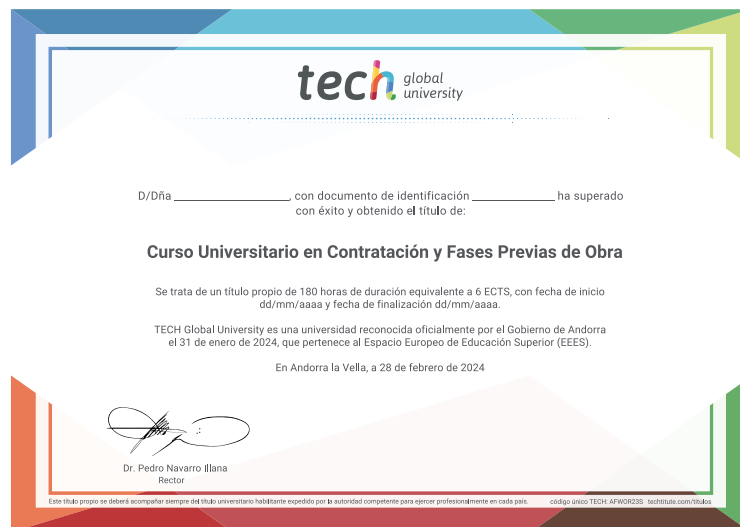 tech global
university
D/Dña ______________, con documento de identificación ______________ ha superado
con éxito y obtenido el título de:
Curso Universitario en Contratación y Fases Previas de Obra
Se trata de un título propio de 180 horas de duración equivalente a 6 ECTS, con fecha de inicio
dd/mm/aaaa y fecha de finalización dd/mm/aaaa.
TECH Global University es una universidad reconocida oficialmente por el Gobierno de Andorra
el 31 de enero de 2024, que pertenece al Espacio Europeo de Educación Superior (EEES).
En Andorra la Vella, a 28 de febrero de 2024
Dr. Pedro Navarro Illana
Rector
Este título propio se deberá acompañar siempre del título universitario habilitante expedido por la autoridad competente para ejercer profesionalmente en cada país. código único TECH: AFWOR23S techtitute.com/titulos